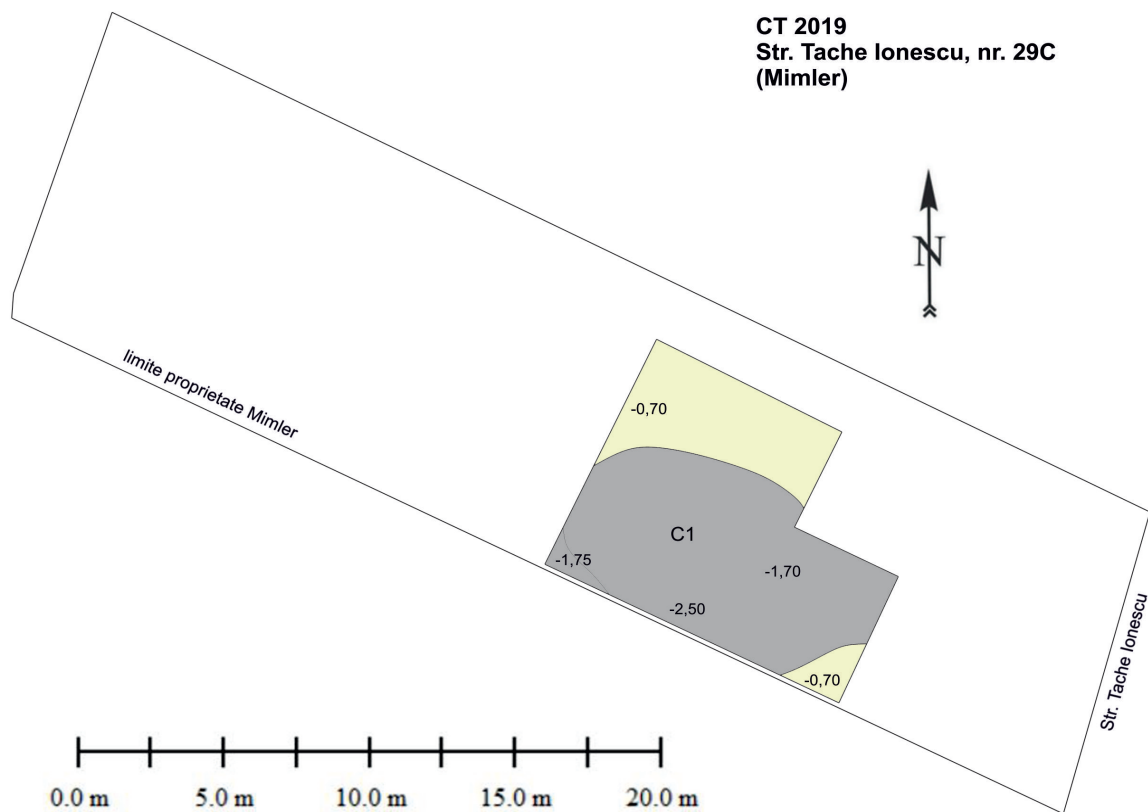 CT 2019
Str. Tache Ionescu, nr. 29C
(Mimler)
N
limite proprietate Mimler
-0,70
C1
-1,75
-1,70
-2,50
-0,70
Str. Tache Ionescu
0.0 m 5.0 m 10.0 m 15.0 m 20.0 m